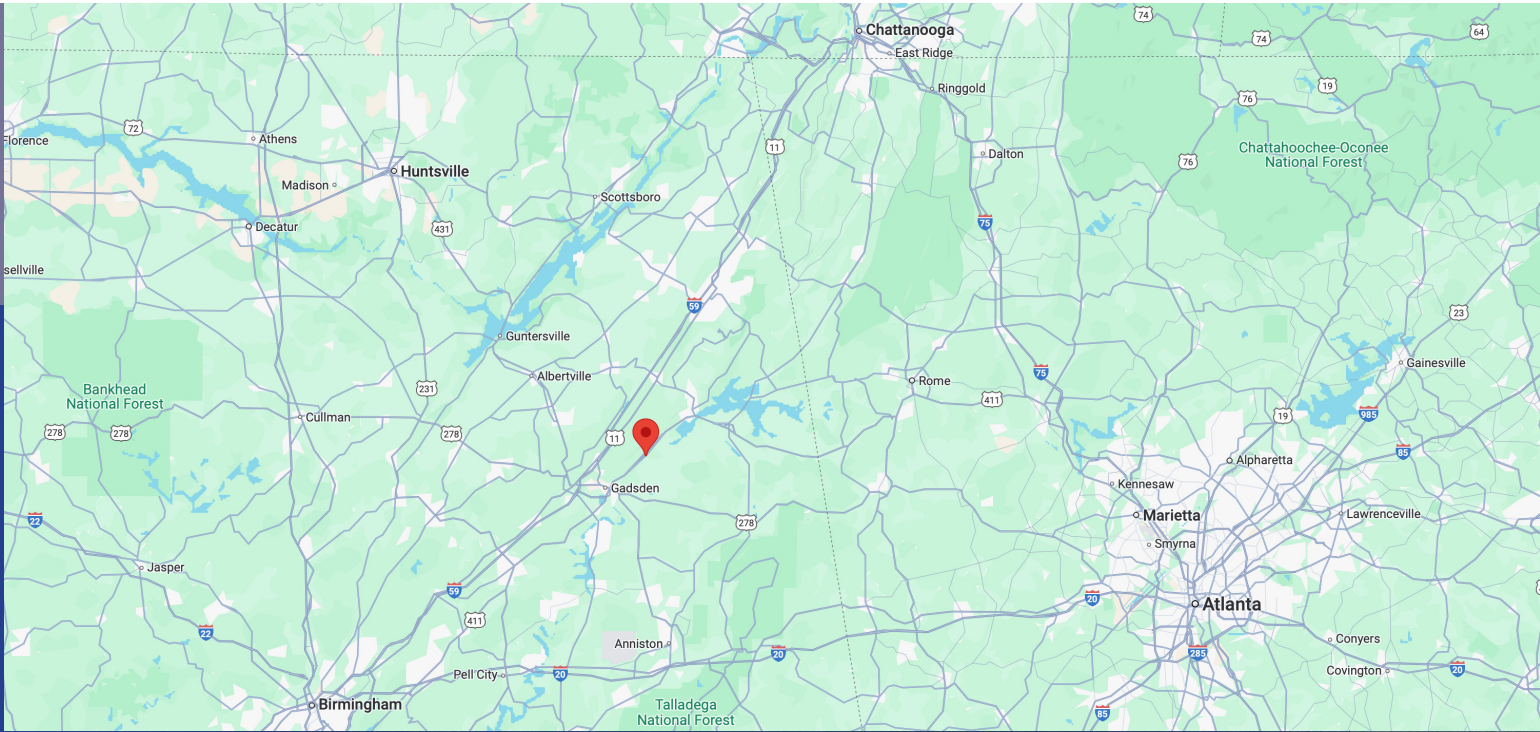 74
Chattanooga
64
74
East Ridge
19
Ringgold
76
72
Florence
Athens
11
Chattahoochee-Oconee
National Forest
Dalton
76
Huntsville
Madison
Scottsboro
75
Decatur
431
sellville
59
23
Guntersville
Gainesville
75
Albertville
Rome
231
Bankhead
National Forest
411
19
985
Cullman
278
278
278
11
85
Alpharetta
Kennesaw
Gadsden
Marietta
Lawrenceville
22
278
Smyrna
Jasper
59
20
Atlanta
411
22
Conyers
Anniston
20
285
Pell City
20
Covington
20
Birmingham
Talladega
National Forest
85